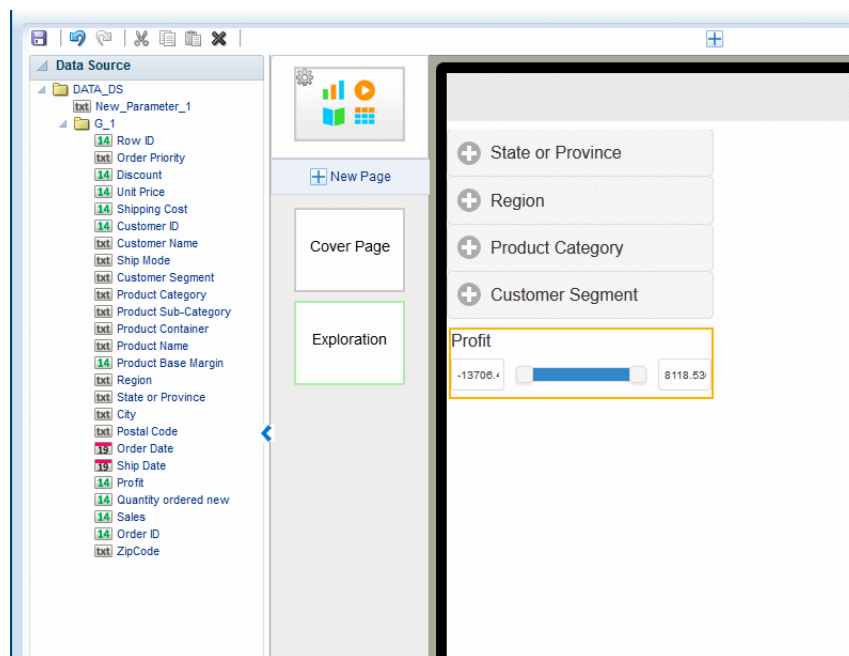 Data Source
DATA_DS
txt New_Parameter_1
G_1
14 Row ID
txt Order Priority
14 Discount
14 Unit Price
14 Shipping Cost
14 Customer ID
txt Customer Name
txt Ship Mode
txt Customer Segment
txt Product Category
txt Product Sub-Category
txt Product Container
txt Product Name
14 Product Base Margin
txt Region
txt State or Province
txt City
txt Postal Code
19 Order Date
19 Ship Date
14 Profit
14 Quantity ordered new
14 Sales
14 Order ID
txt ZipCode
New Page
Cover Page
Exploration
State or Province
Region
Product Category
Customer Segment
Profit
-13706.4
8118.53